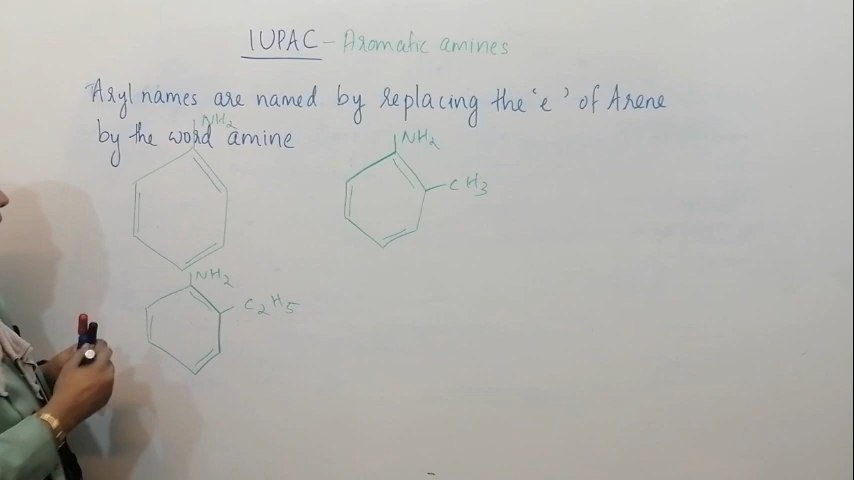 IUPAC - Aromatic amines
Aryl names are named by replacing the 'e' of Arene
by the word amine
NH2
NH2
CH3
NH2
C2H5